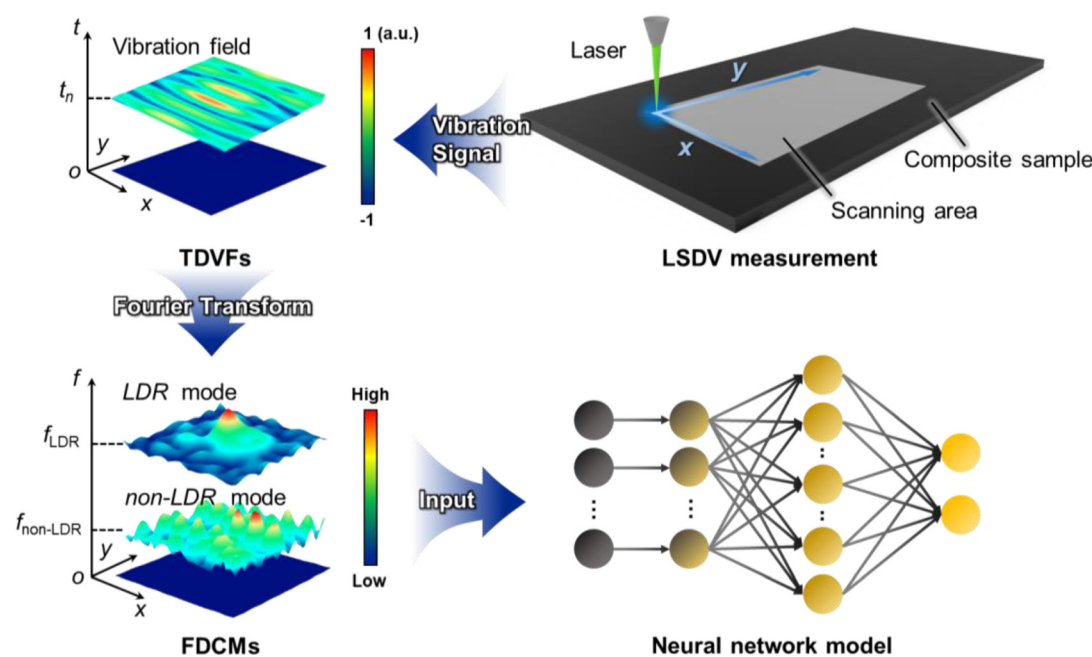 t
Vibration field
t_n
y
o
x
1 (a.u.)
-1
TDVFs
Vibration
Signal
Laser
y
x
Composite sample
Scanning area
LSDV measurement
Fourier Transform
f
LDR mode
f_LDR
non-LDR mode
f_non-LDR
y
o
x
High
Low
FDCMs
Input
Neural network model